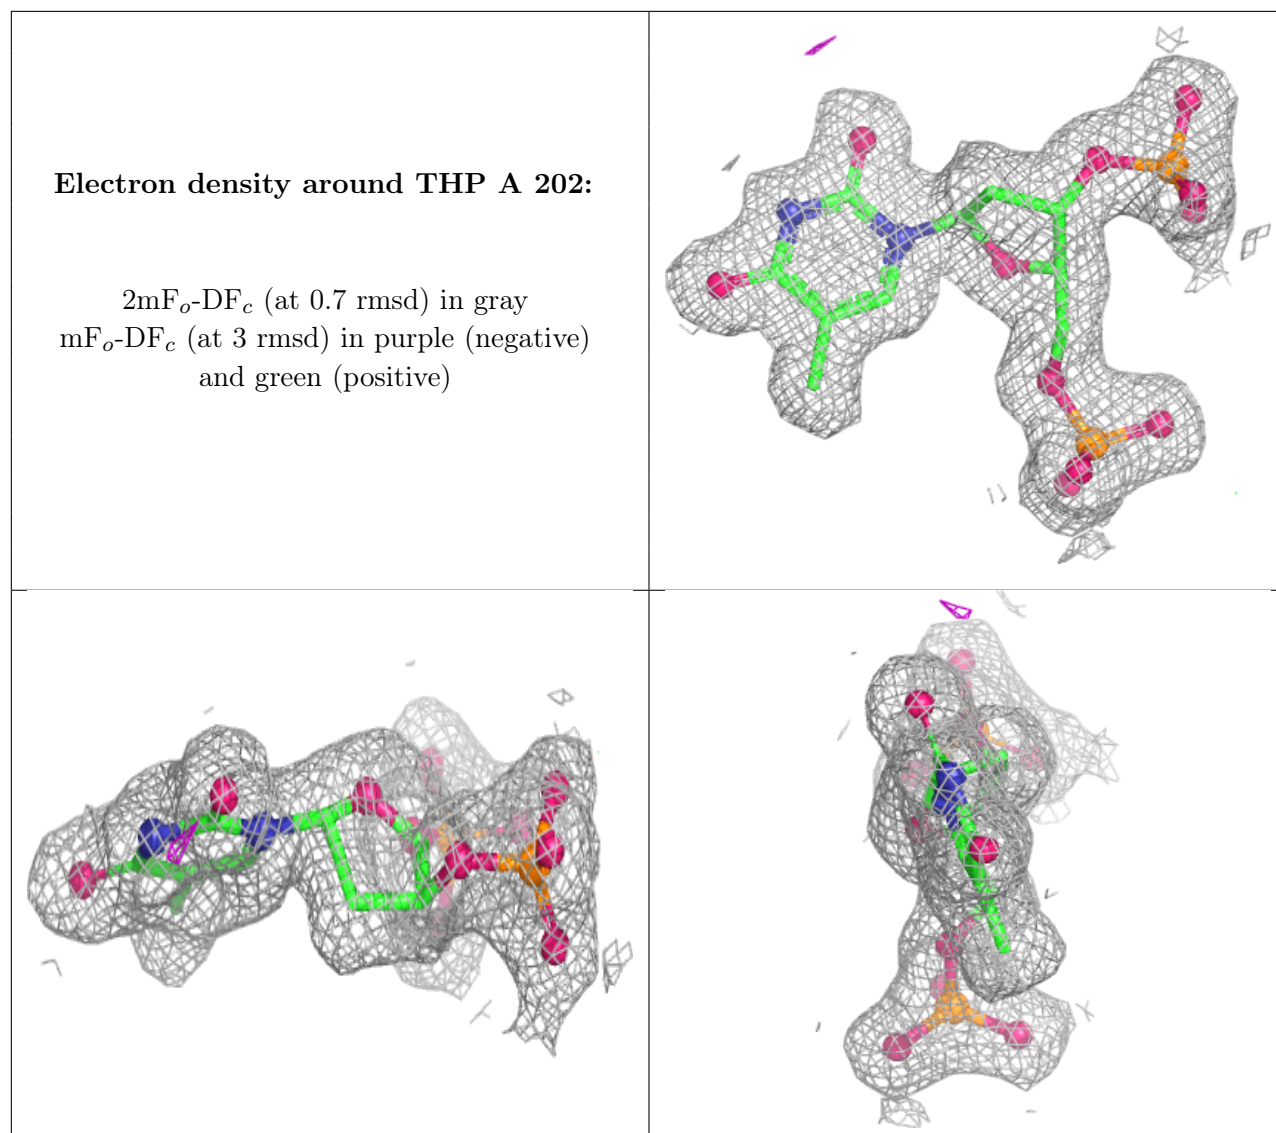 Electron density around THP A 202:
2mFo-DFc (at 0.7 rmsd) in gray
mFo-DFc (at 3 rmsd) in purple (negative)
and green (positive)